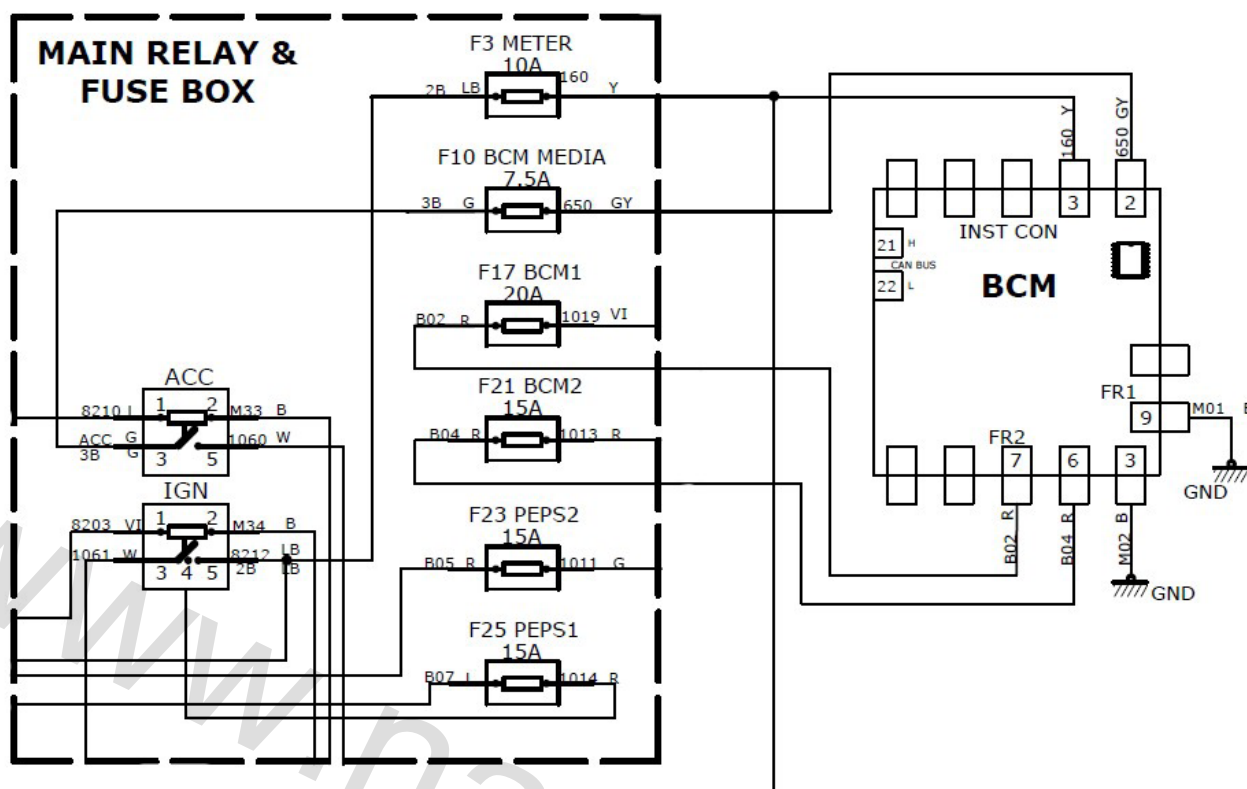 MAIN RELAY &
FUSE BOX
F3 METER
10A
2B LB
160 Y
F10 BCM MEDIA
7.5A
3B G
650 GY
F17 BCM1
20A
B02 R
1019 VI
F21 BCM2
15A
B04 R
1013 R
F23 PEPS2
15A
B05 R
1011 G
F25 PEPS1
15A
B07 L
1014 R
ACC
8210 L
1 2
M33 B
ACC G
3B G
3 5
1060 W
IGN
8203 VI
1 2
M34 B
1061 W
3 4 5
8212 LB
2B LB
160 Y
650 GY
3
2
INST CON
21 H
CAN BUS
22 L
BCM
FR1
9
M01
GND
FR2
7
6
3
B02 R
B04 R
M02 B
GND
www.na